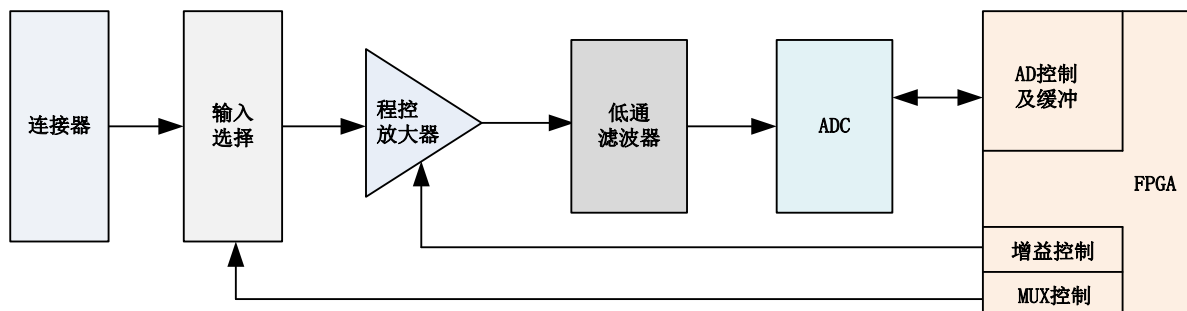 连接器
输入
选择
程控
放大器
低通
滤波器
ADC
AD控制
及缓冲
FPGA
增益控制
MUX控制